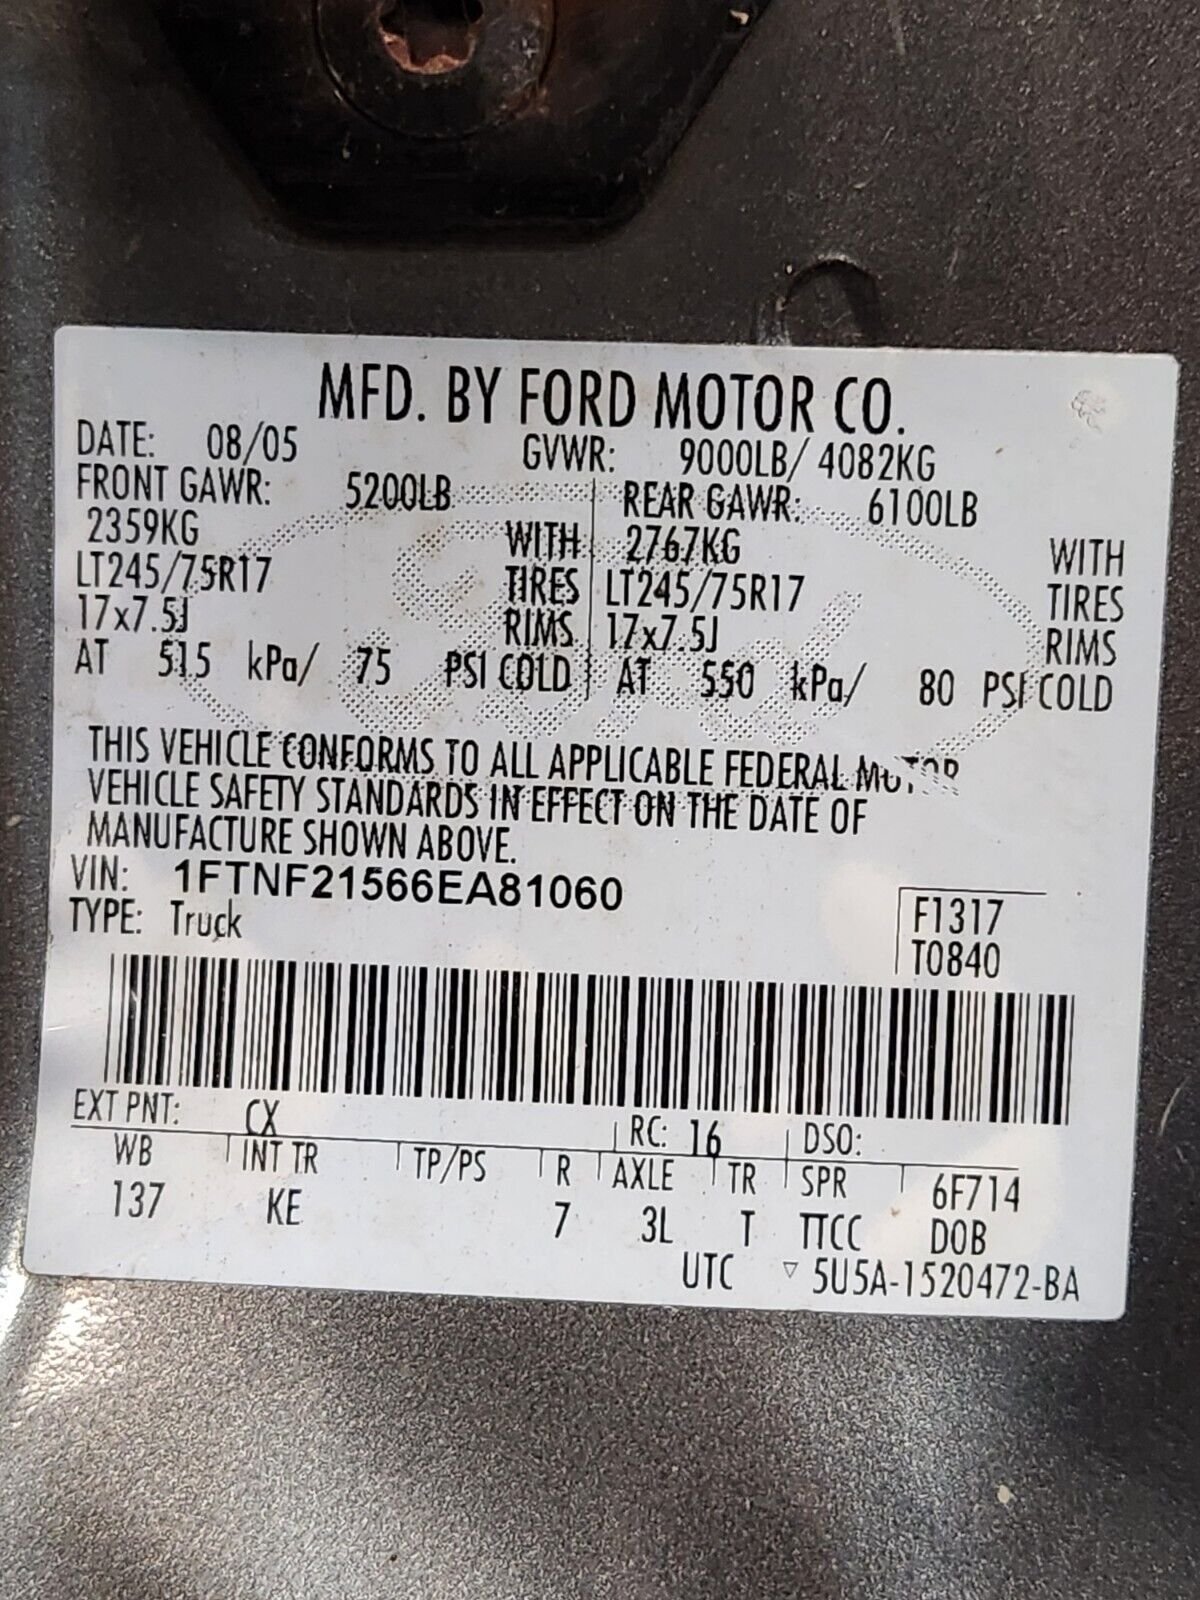 MFD. BY FORD MOTOR CO.
DATE: 08/05 GVWR: 9000LB/ 4082KG
FRONT GAWR: 5200LB REAR GAWR: 6100LB
2359KG WITH 2767KG WITH
LT245/75R17 TIRES LT245/75R17 TIRES
17x7.5J RIMS 17x7.5J RIMS
AT 515 kPa/ 75 PSI COLD AT 550 kPa/ 80 PSI COLD
Ford
THIS VEHICLE CONFORMS TO ALL APPLICABLE FEDERAL MOTOR
VEHICLE SAFETY STANDARDS IN EFFECT ON THE DATE OF
MANUFACTURE SHOWN ABOVE.
VIN: 1FTNF21566EA81060
TYPE: Truck
F1317
T0840
EXT PNT: CX RC: 16 DSO:
WB INT TR TP/PS R AXLE TR SPR 6F714
137 KE 7 3L T TTCC DOB
UTC ▽ 5U5A-1520472-BA